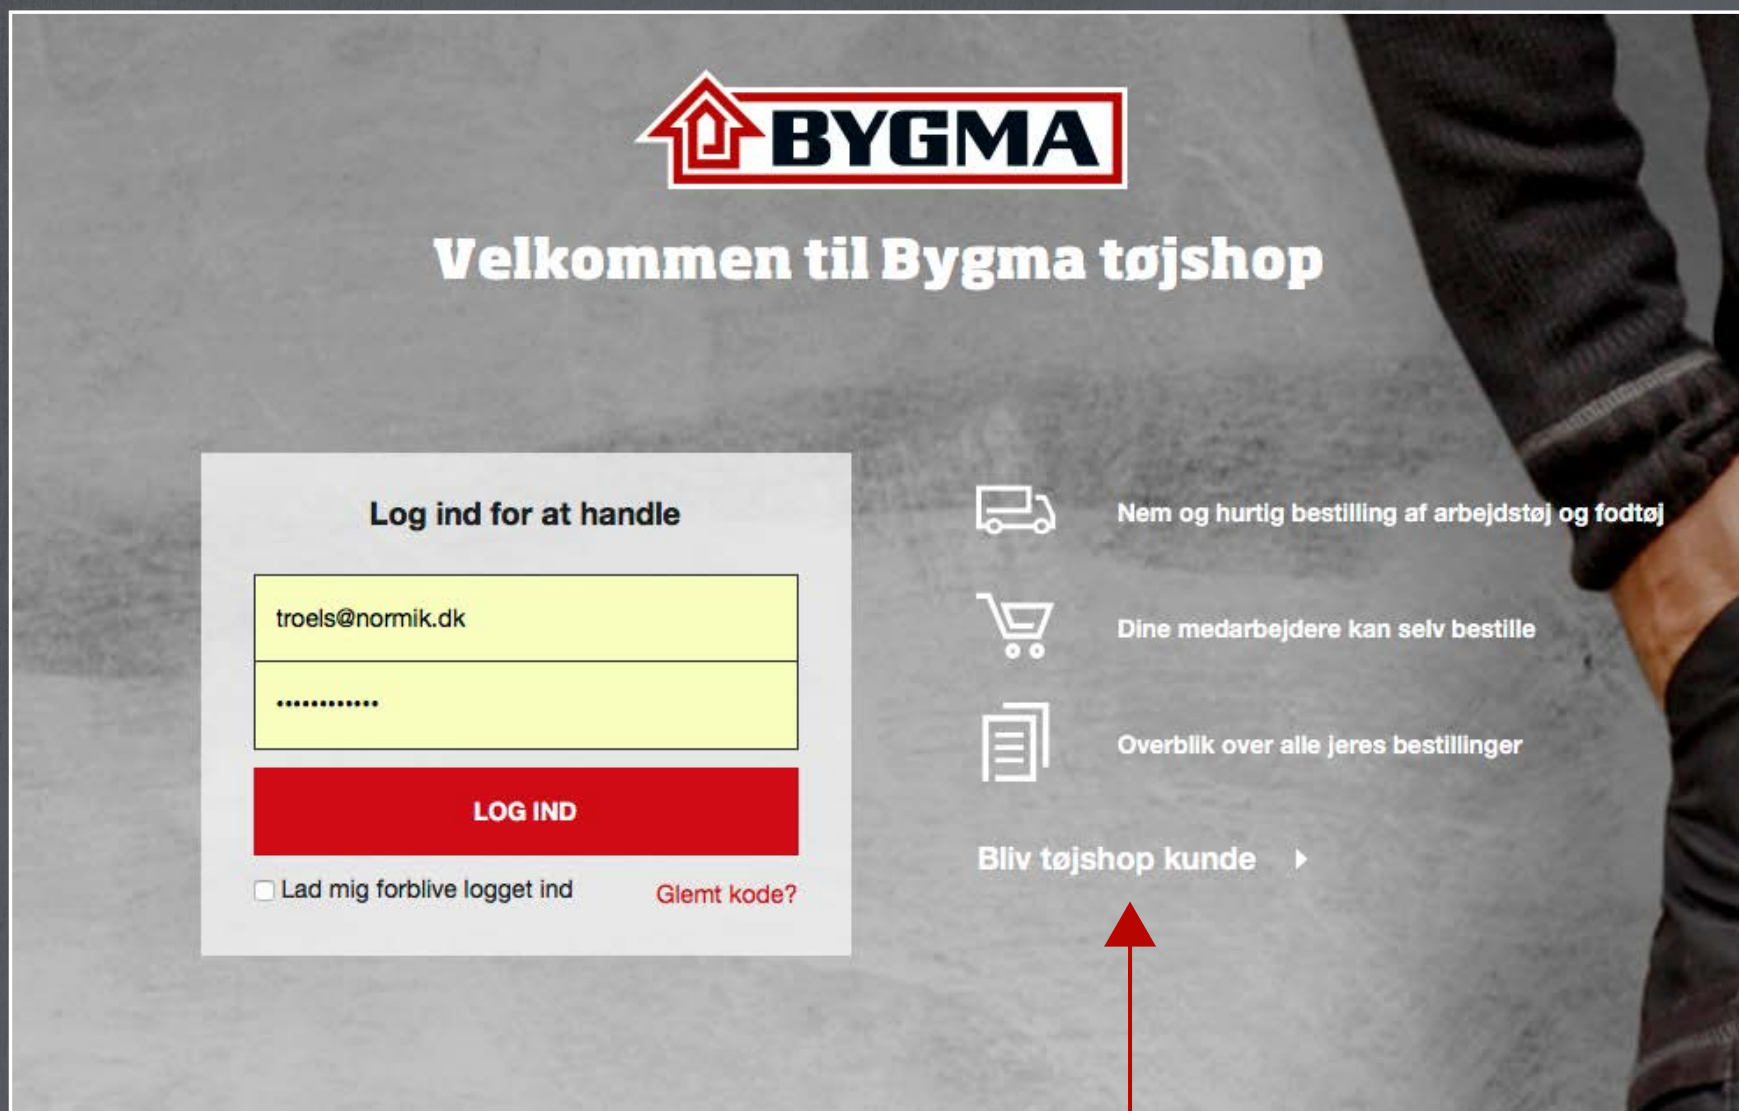 BYGMA
Velkommen til Bygma tøjshop
Log ind for at handle
troels@normik.dk
••••••••••••
LOG IND
Lad mig forblive logget ind
Glemt kode?
Nem og hurtig bestilling af arbejdstøj og fodtøj
Dine medarbejdere kan selv bestille
Overblik over alle jeres bestillinger
Bliv tøjshop kunde